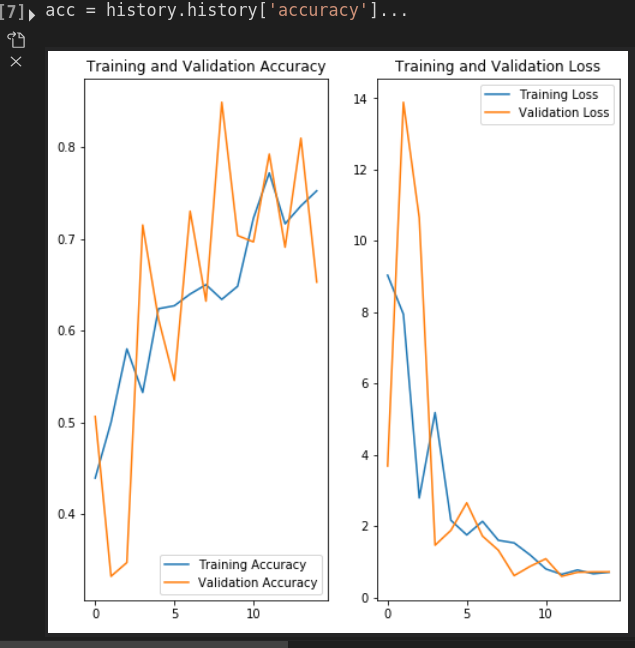 [7] acc = history.history['accuracy']...
Training and Validation Accuracy
0.8
0.7
0.6
0.5
0.4
0 5 10
Training Accuracy
Validation Accuracy
Training and Validation Loss
14
12
10
8
6
4
2
0
0 5 10
Training Loss
Validation Loss